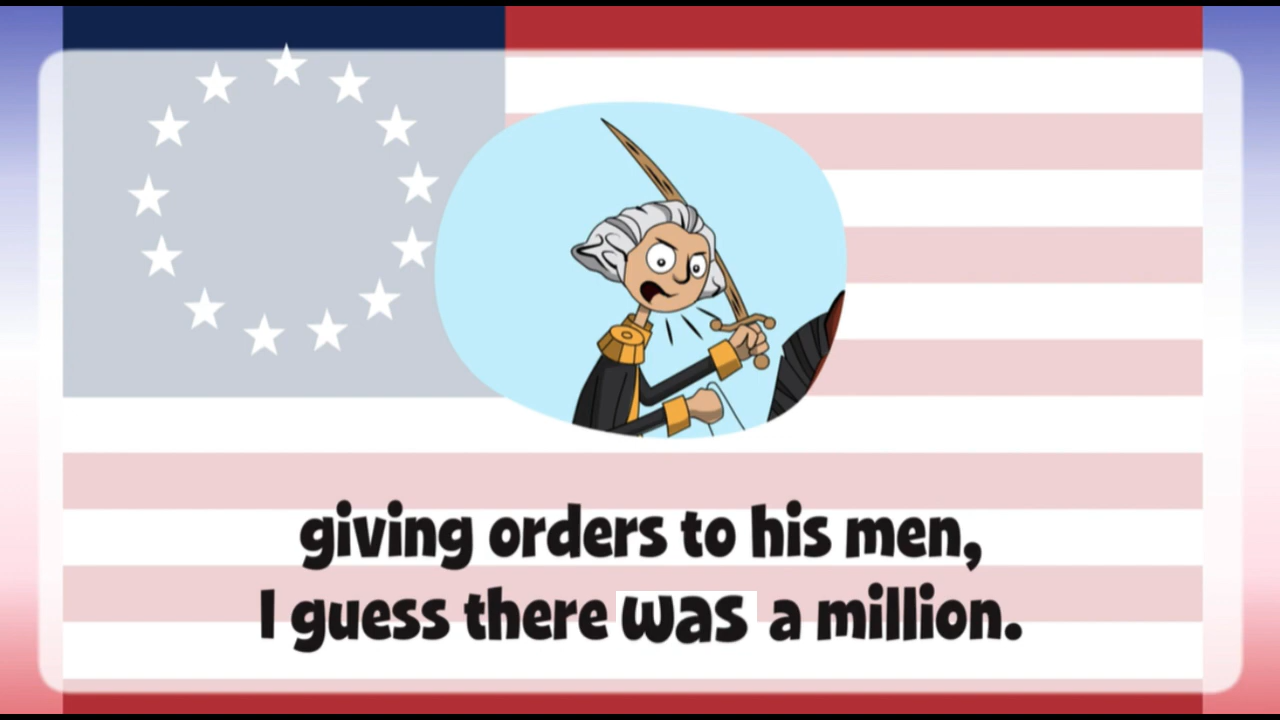 giving orders to his men,
I guess there was a million.